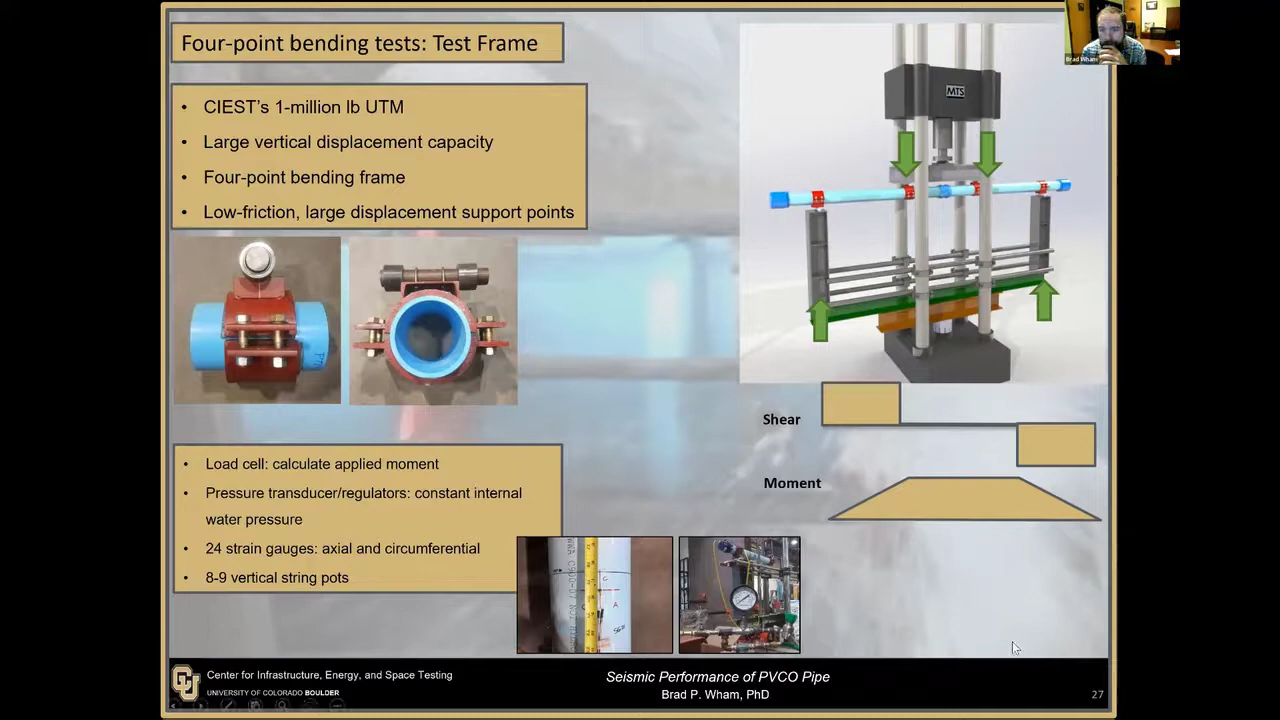 Four-point bending tests: Test Frame
Brad Wham
• CIEST's 1-million lb UTM
• Large vertical displacement capacity
• Four-point bending frame
• Low-friction, large displacement support points
MTS
Shear
Moment
• Load cell: calculate applied moment
• Pressure transducer/regulators: constant internal
water pressure
• 24 strain gauges: axial and circumferential
• 8-9 vertical string pots
C
A
CU
Center for Infrastructure, Energy, and Space Testing
UNIVERSITY OF COLORADO BOULDER
Seismic Performance of PVCO Pipe
Brad P. Wham, PhD
27